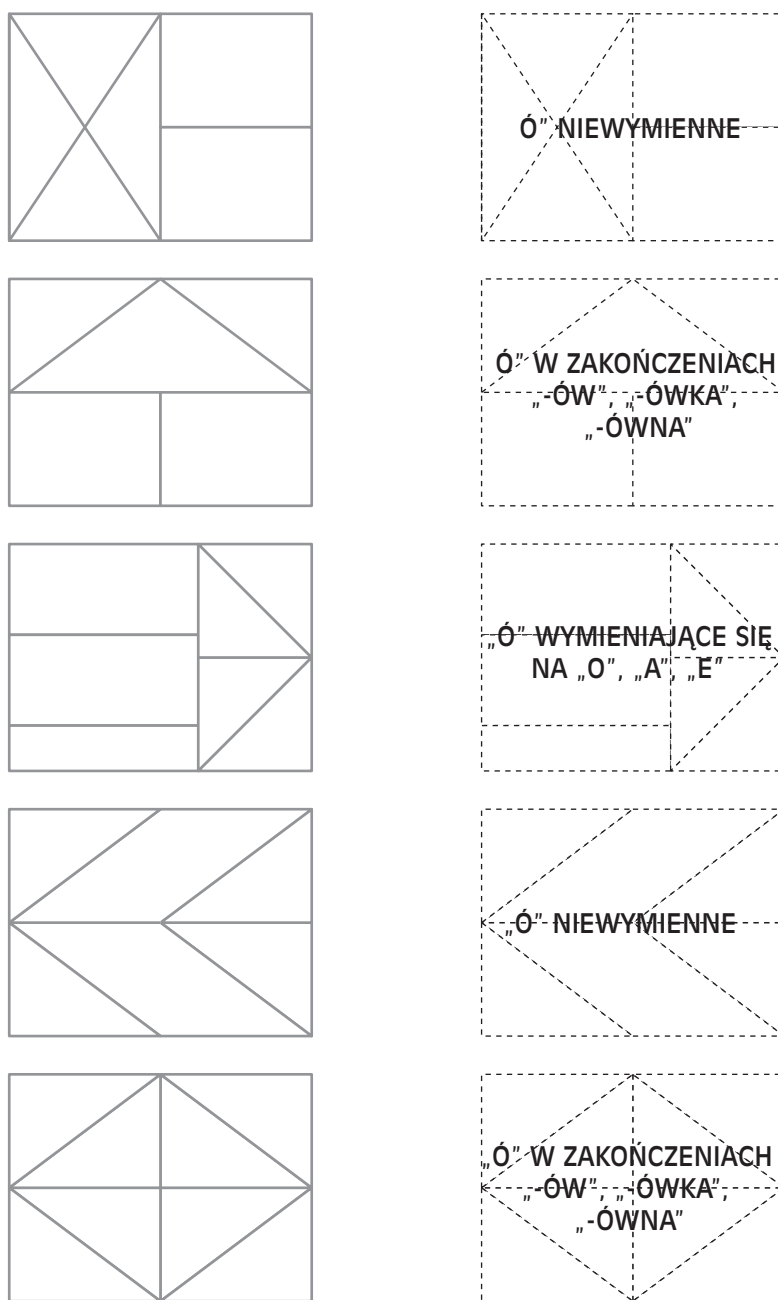 Ó” NIEWYMIENNE
Ó” W ZAKOŃCZENIACH
„-ÓW”, „-ÓWKA”,
„-ÓWNA”
„Ó” WYMIENIAJĄCE SIĘ
NA „O”, „A”, „E”
„Ó” NIEWYMIENNE
„Ó” W ZAKOŃCZENIACH
„-ÓW”, „-ÓWKA”,
„-ÓWNA”